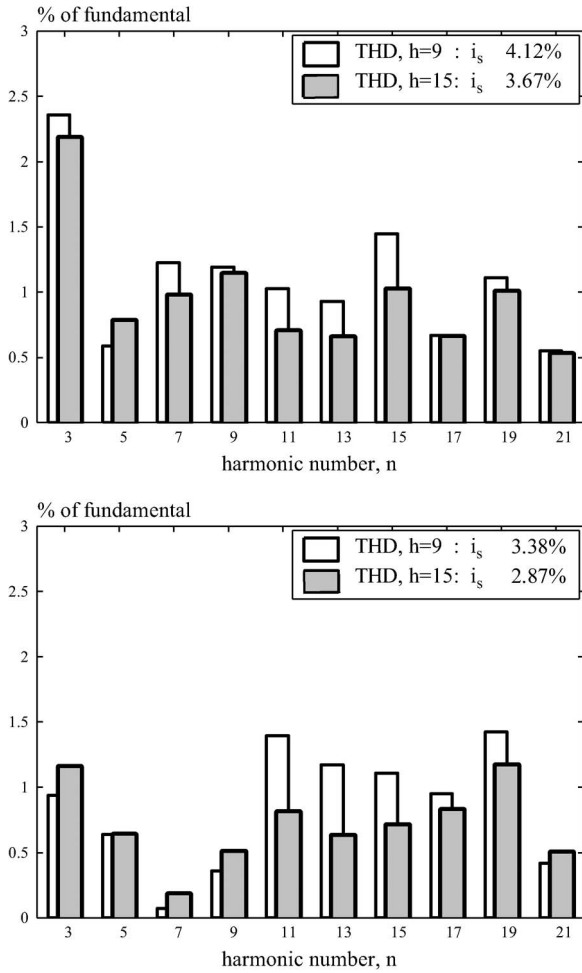 % of fundamental
3
2.5
2
1.5
1
0.5
0
THD, h=9 : i_s 4.12%
THD, h=15: i_s 3.67%
3 5 7 9 11 13 15 17 19 21
harmonic number, n
% of fundamental
3
2.5
2
1.5
1
0.5
0
THD, h=9 : i_s 3.38%
THD, h=15: i_s 2.87%
3 5 7 9 11 13 15 17 19 21
harmonic number, n